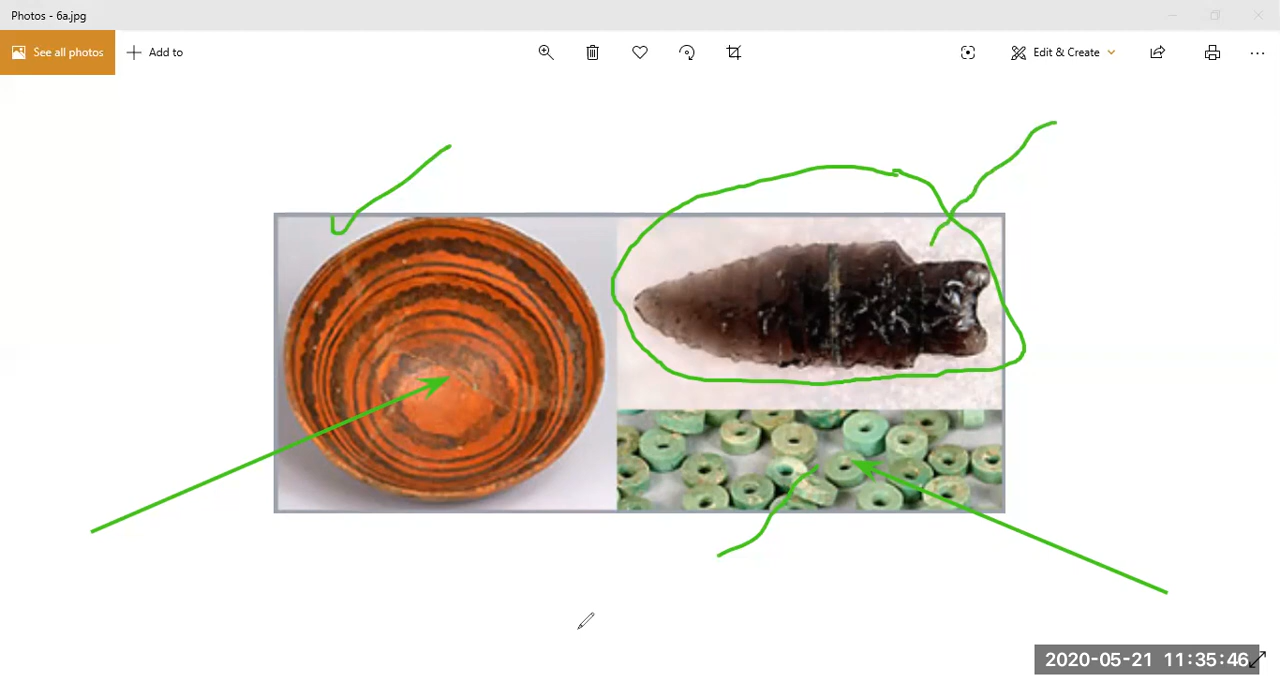 Photos - 6a.jpg
See all photos
Add to
Edit & Create
2020-05-21 11:35:46